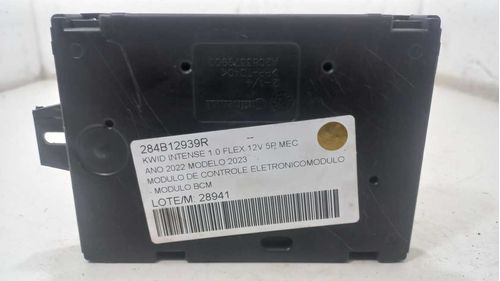 284B12939R
KWID INTENSE 1.0 FLEX 12V 5P MEC
ANO 2022 MODELO 2023
MODULO DE CONTROLE ELETRONICOMODULO
- MODULO BCM
LOTE/M: 28941